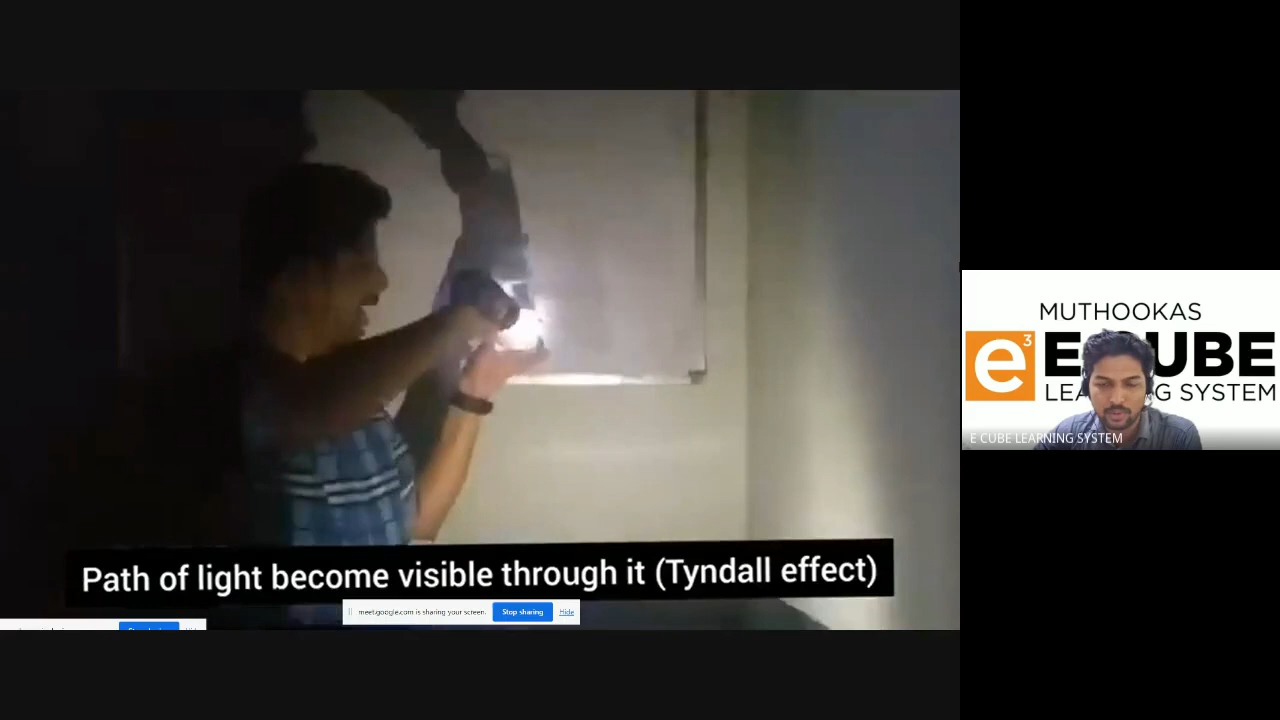 Path of light become visible through it (Tyndall effect)
meet.google.com is sharing your screen.
Stop sharing
Hide
MUTHOOKAS
e3
E CUBE
LEARNING SYSTEM
E CUBE LEARNING SYSTEM